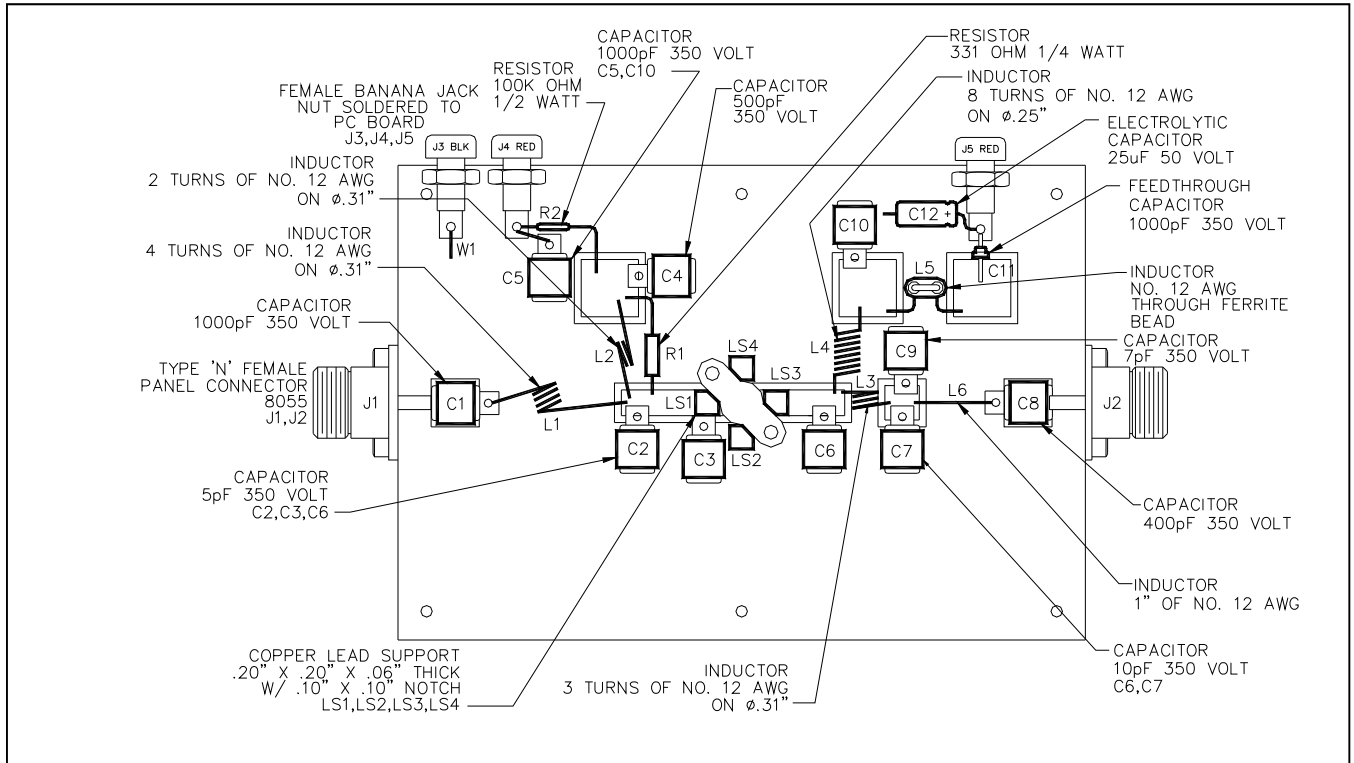 CAPACITOR
1000pF 350 VOLT
C5,C10
RESISTOR
331 OHM 1/4 WATT
RESISTOR
100K OHM
1/2 WATT
CAPACITOR
500pF
350 VOLT
INDUCTOR
8 TURNS OF NO. 12 AWG
ON ø.25"
FEMALE BANANA JACK
NUT SOLDERED TO
PC BOARD
J3,J4,J5
ELECTROLYTIC
CAPACITOR
25uF 50 VOLT
J3 BLK
J4 RED
J5 RED
INDUCTOR
2 TURNS OF NO. 12 AWG
ON ø.31"
FEEDTHROUGH
CAPACITOR
1000pF 350 VOLT
R2
C10
C12 +
W1
INDUCTOR
4 TURNS OF NO. 12 AWG
ON ø.31"
C5
C4
L5
C11
INDUCTOR
NO. 12 AWG
THROUGH FERRITE
BEAD
CAPACITOR
1000pF 350 VOLT
CAPACITOR
7pF 350 VOLT
L2
R1
LS4
L4
C9
TYPE 'N' FEMALE
PANEL CONNECTOR
8055
J1,J2
J1
C1
L1
LS1
LS3
L3
L6
C8
J2
C2
C3
LS2
C6
C7
CAPACITOR
5pF 350 VOLT
C2,C3,C6
CAPACITOR
400pF 350 VOLT
INDUCTOR
1" OF NO. 12 AWG
COPPER LEAD SUPPORT
.20" X .20" X .06" THICK
W/ .10" X .10" NOTCH
LS1,LS2,LS3,LS4
INDUCTOR
3 TURNS OF NO. 12 AWG
ON ø.31"
CAPACITOR
10pF 350 VOLT
C6,C7